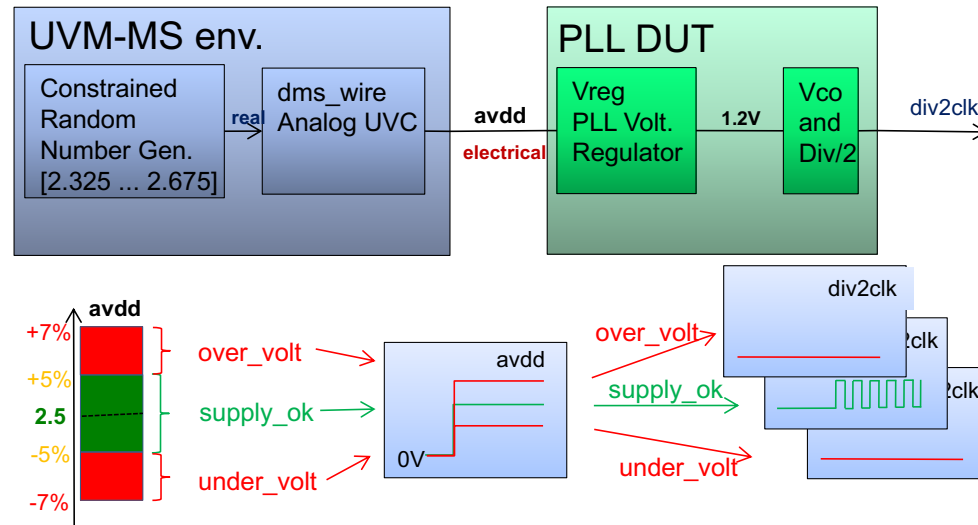 UVM-MS env.
Constrained
Random
Number Gen.
[2.325 ... 2.675]
real
dms_wire
Analog UVC
avdd
electrical
PLL DUT
Vreg
PLL Volt.
Regulator
1.2V
Vco
and
Div/2
div2clk
avdd
+7%
+5%
2.5
-5%
-7%
over_volt
supply_ok
under_volt
avdd
0V
over_volt
supply_ok
under_volt
div2clk
2clk
clk